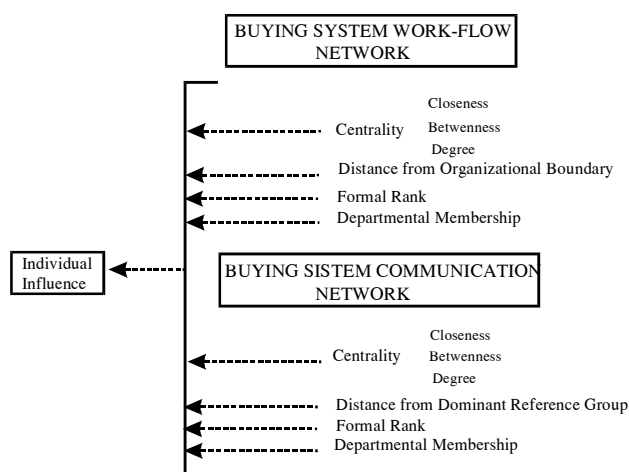 BUYING SYSTEM WORK-FLOW
NETWORK
Closeness
Centrality Betwenness
Degree
Distance from Organizational Boundary
Formal Rank
Departmental Membership
Individual
Influence
BUYING SISTEM COMMUNICATION
NETWORK
Closeness
Centrality Betwenness
Degree
Distance from Dominant Reference Group
Formal Rank
Departmental Membership